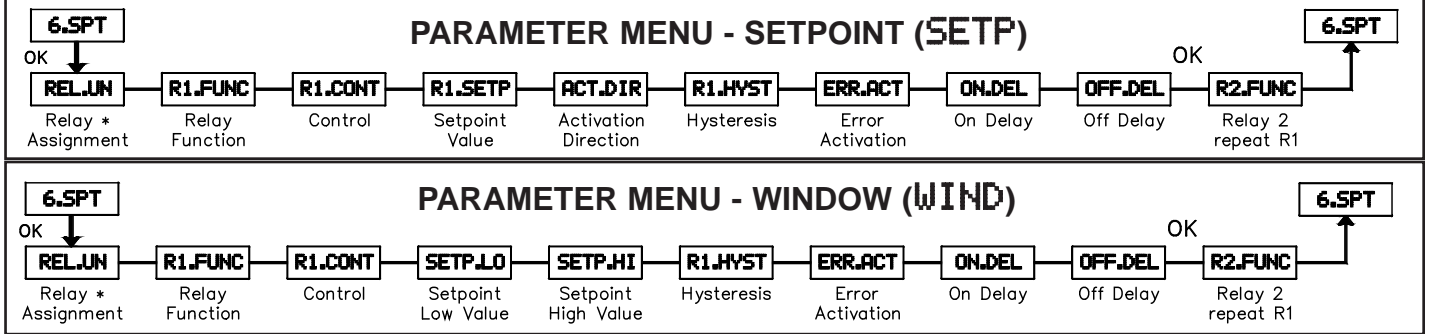 6.SPT
PARAMETER MENU - SETPOINT (SETP)
6.SPT
OK
OK
REL.UN R1.FUNC R1.CONT R1.SETP ACT.DIR R1.HYST ERR.ACT ON.DEL OFF.DEL R2.FUNC
Relay * Relay Control Setpoint Activation Hysteresis Error On Delay Off Delay Relay 2
Assignment Function Value Direction Activation repeat R1
6.SPT
PARAMETER MENU - WINDOW (WIND)
6.SPT
OK
OK
REL.UN R1.FUNC R1.CONT SETP.LO SETP.HI R1.HYST ERR.ACT ON.DEL OFF.DEL R2.FUNC
Relay * Relay Control Setpoint Setpoint Hysteresis Error On Delay Off Delay Relay 2
Assignment Function Low Value High Value Activation repeat R1